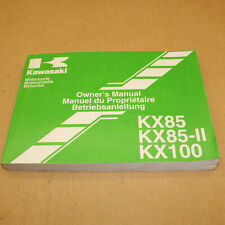 Kawasaki
Motorcycle
Motocyclette
Motorrad
Owner's Manual
Manuel du Propriétaire
Betriebsanleitung
KX85
KX85-II
KX100